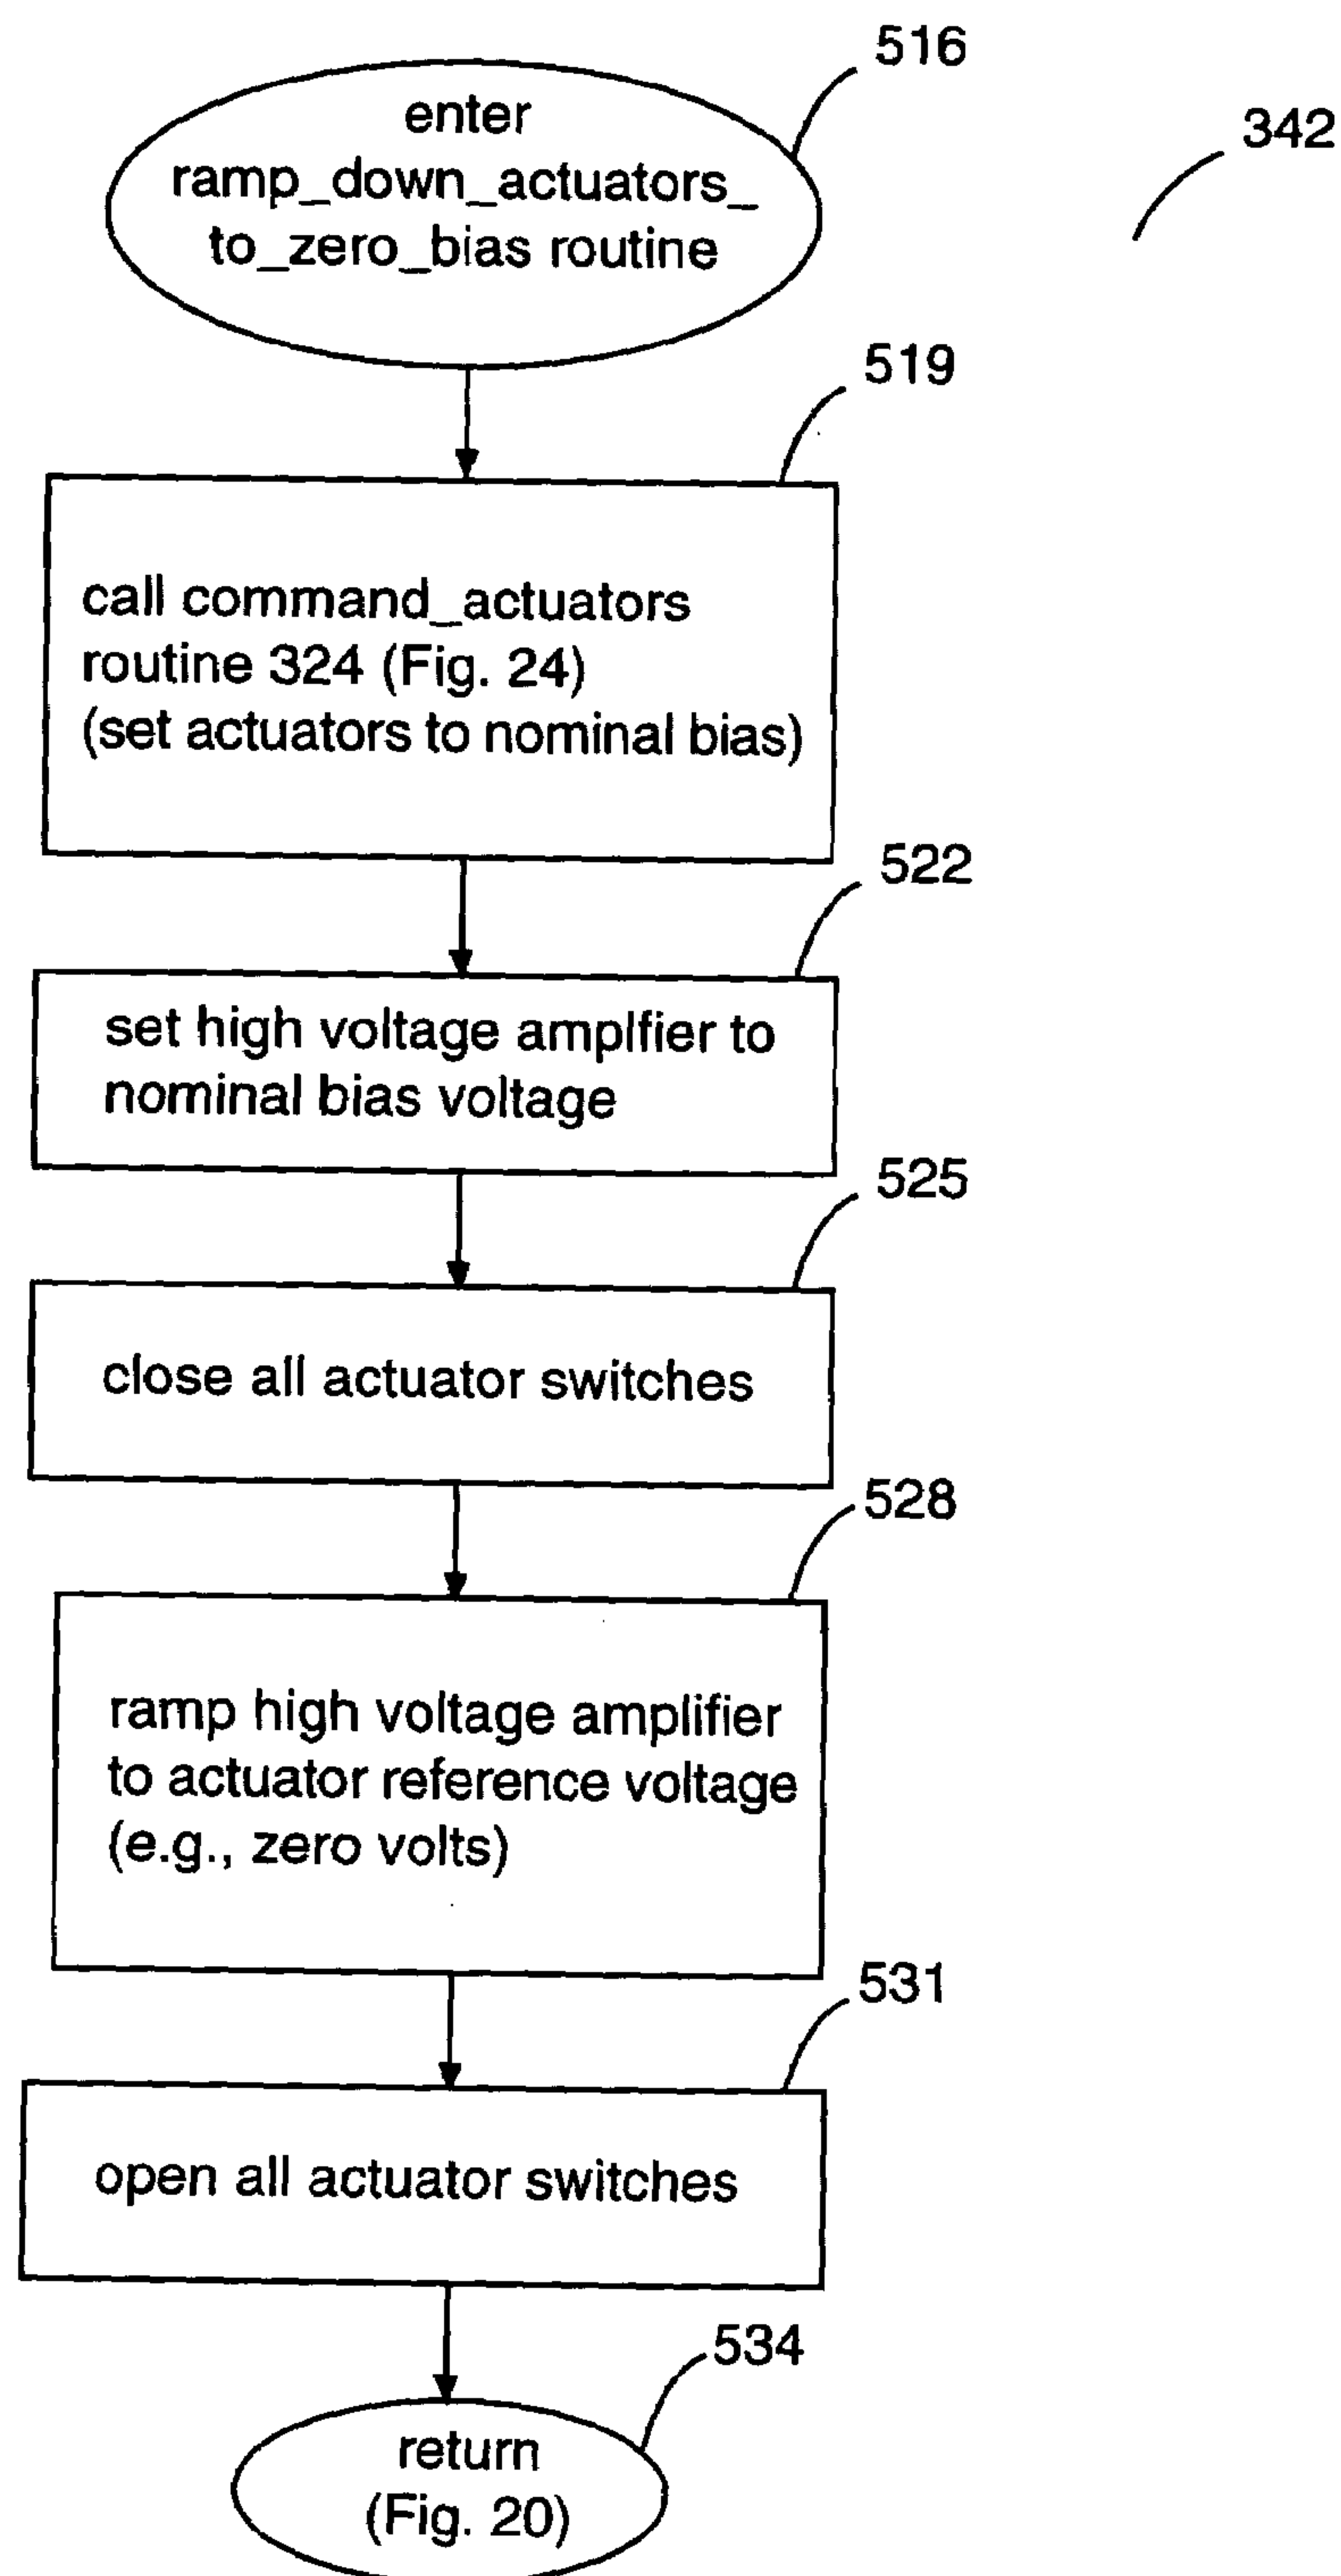 516
342
enter
ramp_down_actuators_
to_zero_bias routine
519
call command_actuators
routine 324 (Fig. 24)
(set actuators to nominal bias)
522
set high voltage amplfier to
nominal bias voltage
525
close all actuator switches
528
ramp high voltage amplifier
to actuator reference voltage
(e.g., zero volts)
531
open all actuator switches
534
return
(Fig. 20)